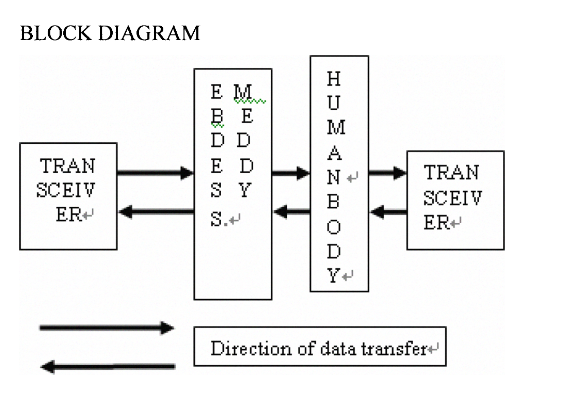 BLOCK DIAGRAM
TRAN
SCEIV
ER
E M
B E
D D
E D
S Y
S.
H
U
M
A
N
B
O
D
Y
TRAN
SCEIV
ER
Direction of data transfer